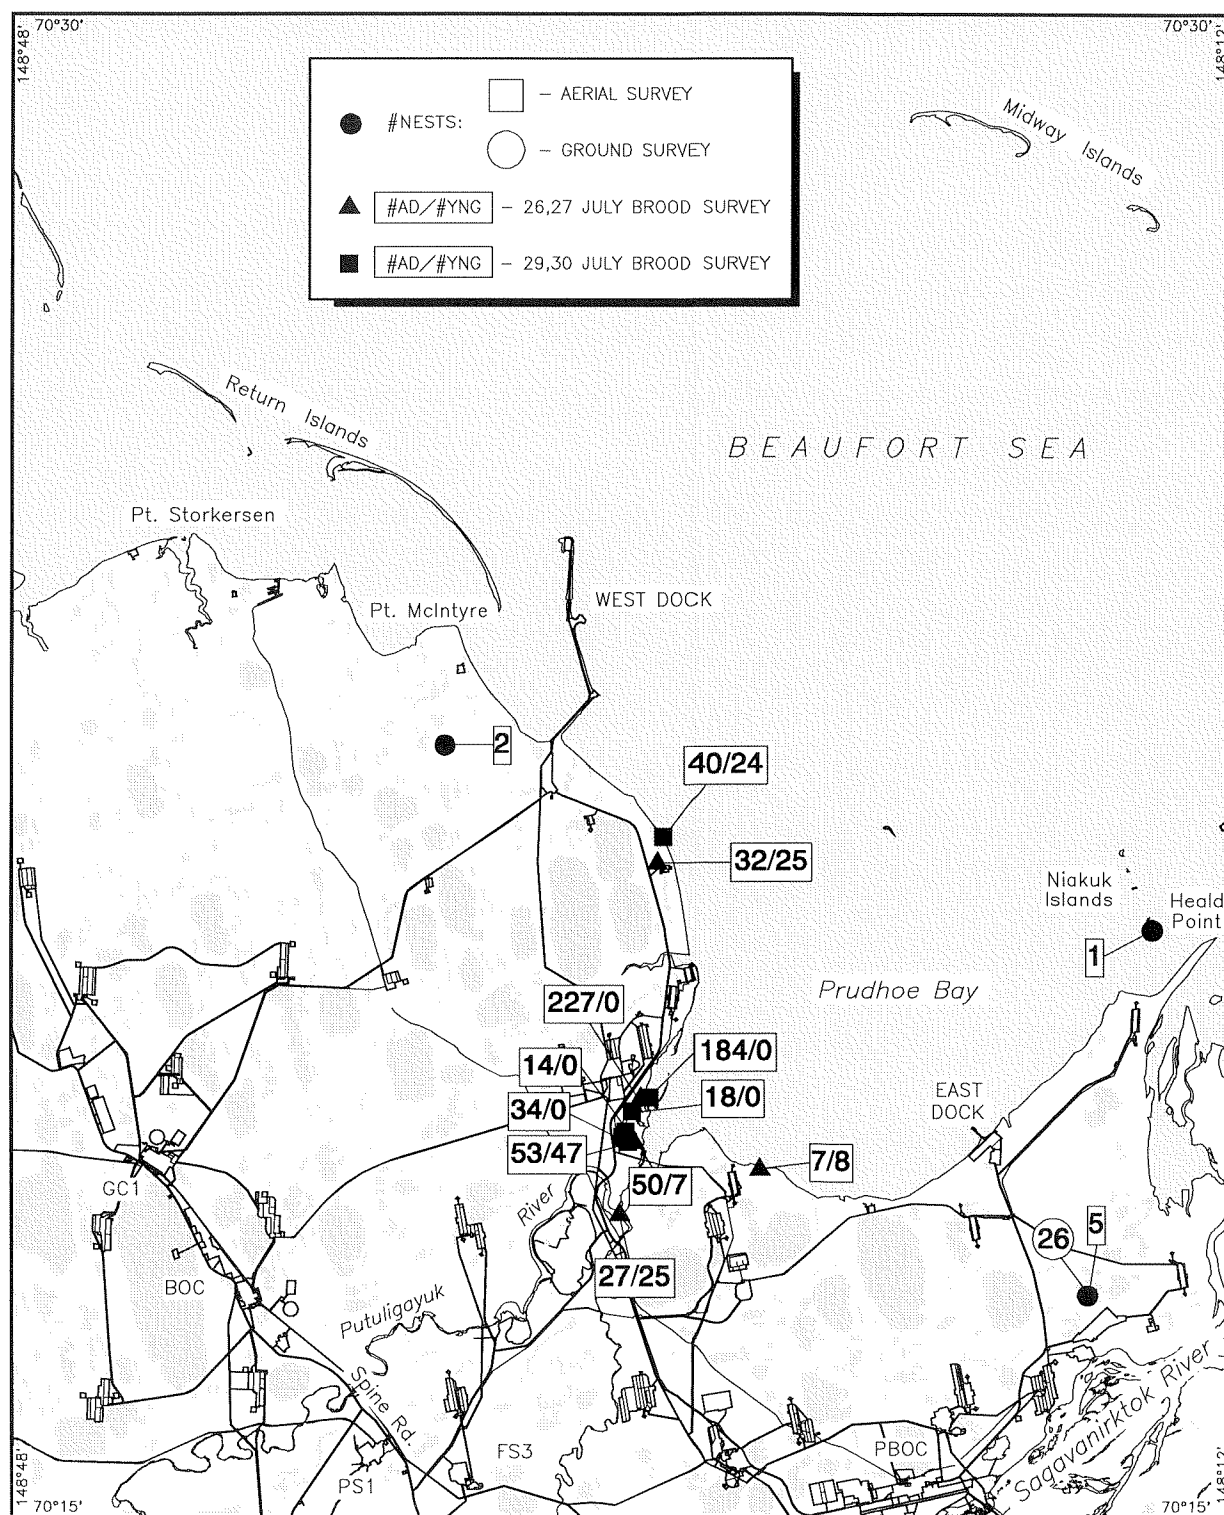 70°30'
70°30'
148°48'
148°12'
#NESTS:
– AERIAL SURVEY
– GROUND SURVEY
#AD/#YNG – 26,27 JULY BROOD SURVEY
#AD/#YNG – 29,30 JULY BROOD SURVEY
Midway Islands
Return Islands
BEAUFORT SEA
Pt. Storkersen
Pt. McIntyre
WEST DOCK
2
40/24
32/25
Niakuk
Islands
Heald
Point
1
Prudhoe Bay
227/0
184/0
14/0
18/0
34/0
EAST
DOCK
53/47
7/8
50/7
GC1
River
26
5
27/25
BOC
Putuligayuk
Spine Rd.
FS3
PBOC
PS1
Sagavanirktok River
148°48'
148°12'
70°15'
70°15'